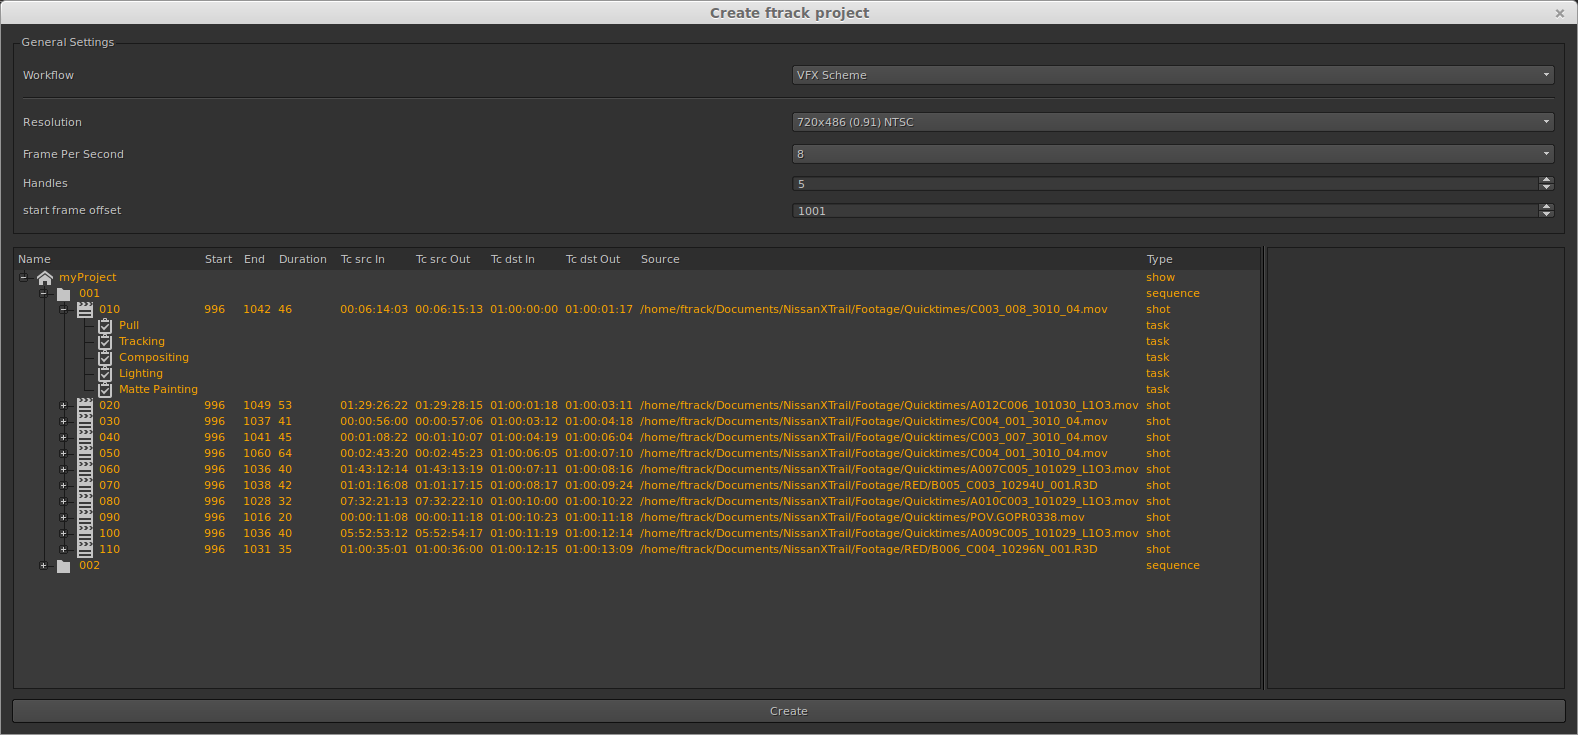 Create ftrack project
General Settings
Workflow VFX Scheme
Resolution 720x486 (0.91) NTSC
Frame Per Second 8
Handles 5
start frame offset 1001
Name Start End Duration Tc src In Tc src Out Tc dst In Tc dst Out Source Type
myProject show
001 sequence
010 996 1042 46 00:06:14:03 00:06:15:13 01:00:00:00 01:00:01:17 /home/ftrack/Documents/NissanXTrail/Footage/Quicktimes/C003_008_3010_04.mov shot
Pull task
Tracking task
Compositing task
Lighting task
Matte Painting task
020 996 1049 53 01:29:26:22 01:29:28:15 01:00:01:18 01:00:03:11 /home/ftrack/Documents/NissanXTrail/Footage/Quicktimes/A012C006_101030_L1O3.mov shot
030 996 1037 41 00:00:56:00 00:00:57:06 01:00:03:12 01:00:04:18 /home/ftrack/Documents/NissanXTrail/Footage/Quicktimes/C004_001_3010_04.mov shot
040 996 1041 45 00:01:08:22 00:01:10:07 01:00:04:19 01:00:06:04 /home/ftrack/Documents/NissanXTrail/Footage/Quicktimes/C003_007_3010_04.mov shot
050 996 1060 64 00:02:43:20 00:02:45:23 01:00:06:05 01:00:07:10 /home/ftrack/Documents/NissanXTrail/Footage/Quicktimes/C004_001_3010_04.mov shot
060 996 1036 40 01:43:12:14 01:43:13:19 01:00:07:11 01:00:08:16 /home/ftrack/Documents/NissanXTrail/Footage/Quicktimes/A007C005_101029_L1O3.mov shot
070 996 1038 42 01:01:16:08 01:01:17:15 01:00:08:17 01:00:09:24 /home/ftrack/Documents/NissanXTrail/Footage/RED/B005_C003_10294U_001.R3D shot
080 996 1028 32 07:32:21:13 07:32:22:10 01:00:10:00 01:00:10:22 /home/ftrack/Documents/NissanXTrail/Footage/Quicktimes/A010C003_101029_L1O3.mov shot
090 996 1016 20 00:00:11:08 00:00:11:18 01:00:10:23 01:00:11:18 /home/ftrack/Documents/NissanXTrail/Footage/Quicktimes/POV.GOPR0338.mov shot
100 996 1036 40 05:52:53:12 05:52:54:17 01:00:11:19 01:00:12:14 /home/ftrack/Documents/NissanXTrail/Footage/Quicktimes/A009C005_101029_L1O3.mov shot
110 996 1031 35 01:00:35:01 01:00:36:00 01:00:12:15 01:00:13:09 /home/ftrack/Documents/NissanXTrail/Footage/RED/B006_C004_10296N_001.R3D shot
002 sequence
Create